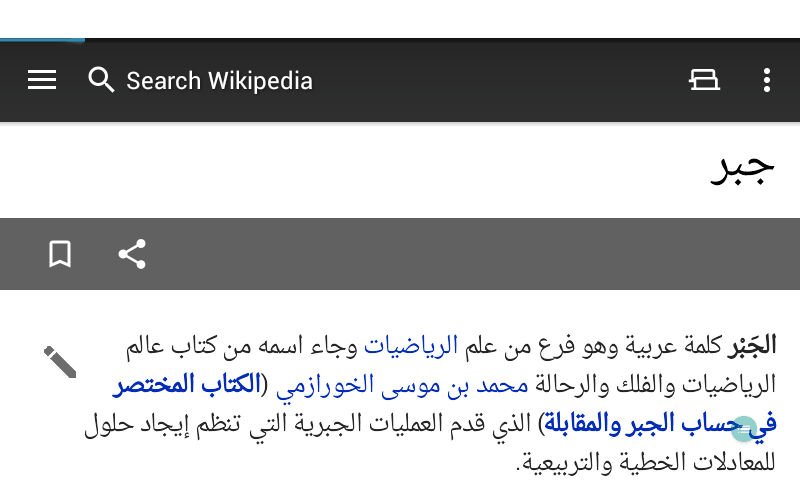 Search Wikipedia
جبر
الجَبْر كلمة عربية وهو فرع من علم الرياضيات وجاء اسمه من كتاب عالم
الرياضيات والفلك والرحالة محمد بن موسى الخورازمي (الكتاب المختصر
في حساب الجبر والمقابلة) الذي قدم العمليات الجبرية التي تنظم إيجاد حلول
للمعادلات الخطية والتربيعية.